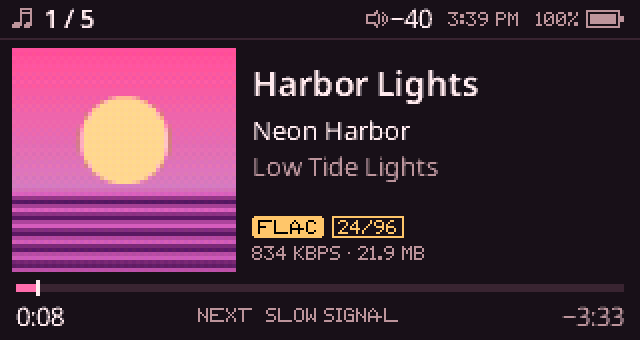 1 / 5
−40 3:39 PM 100%
Harbor Lights
Neon Harbor
Low Tide Lights
FLAC 24/96
834 KBPS · 21.9 MB
0:08 NEXT SLOW SIGNAL −3:33